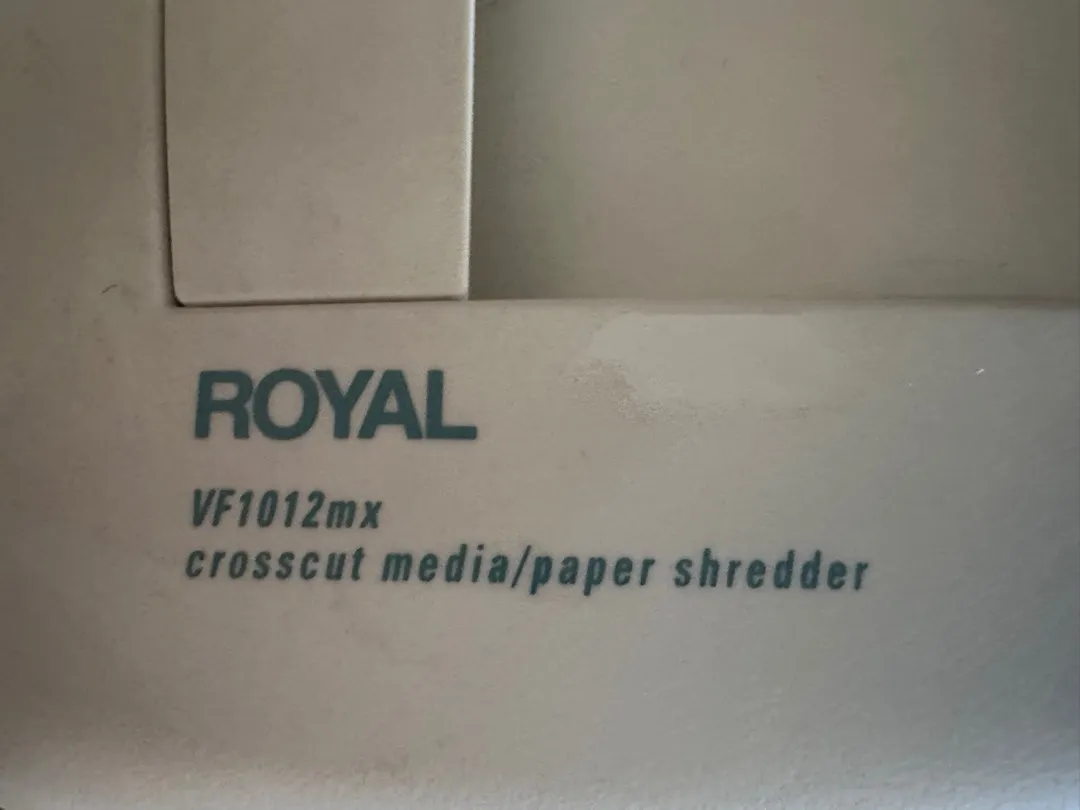 ROYAL
VF1012mx
crosscut media/paper shredder